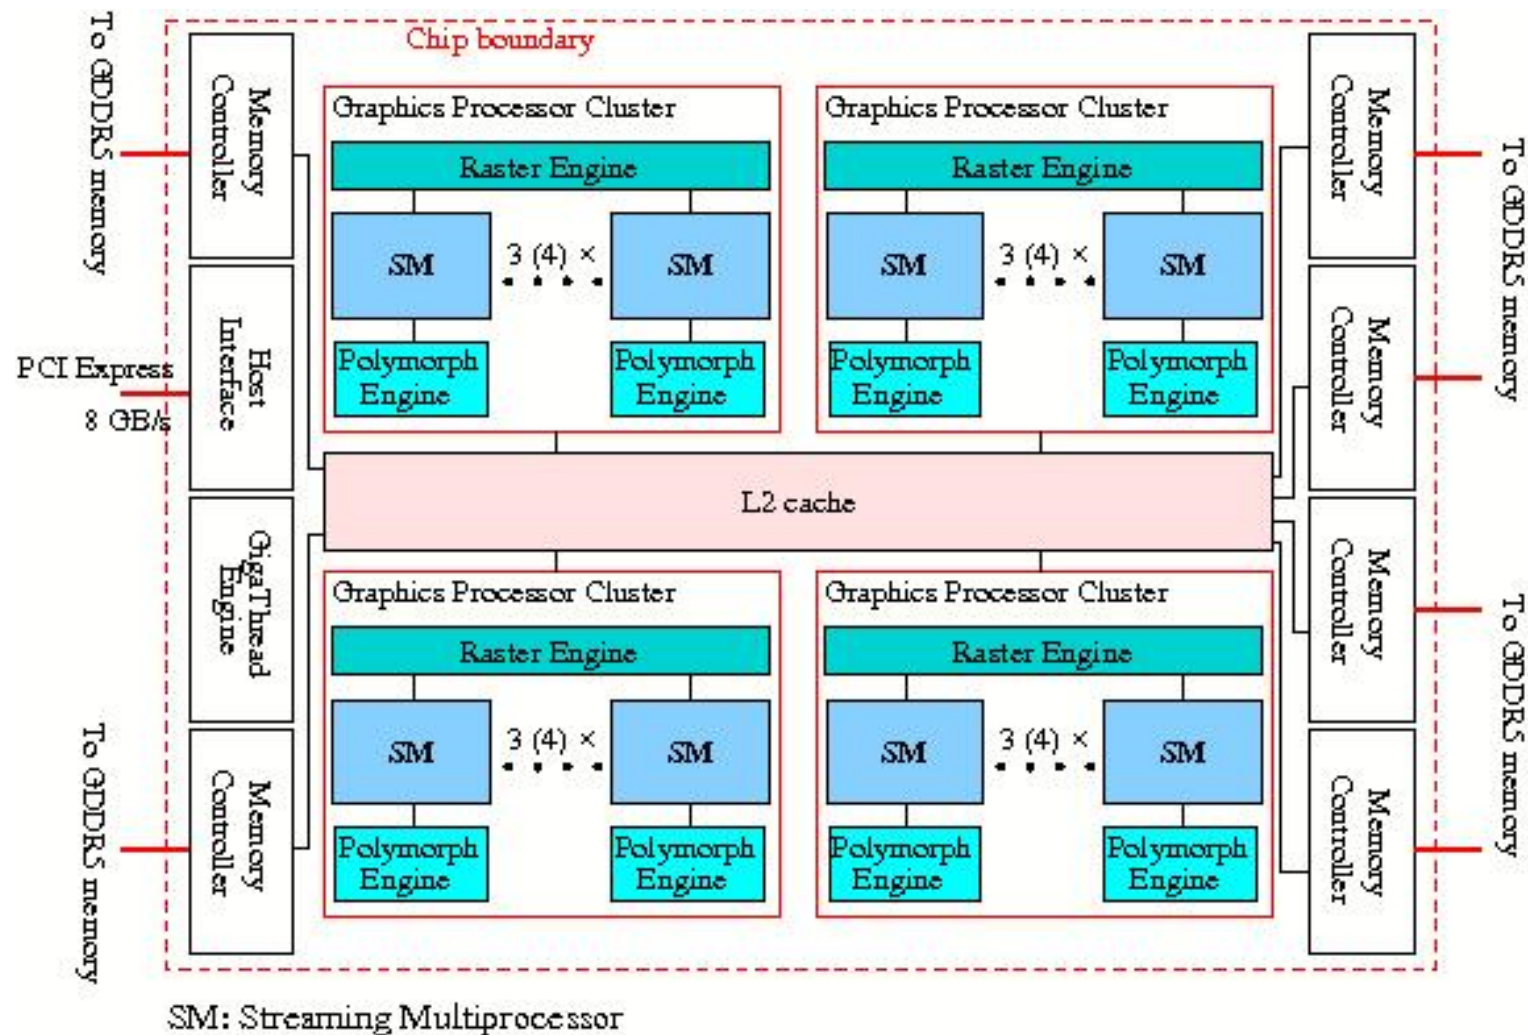 Chip boundary
To GDDR5 memory
Memory
Controller
Host
Interface
PCI Express
8 GB/s
GigaThread
Engine
Memory
Controller
To GDDR5 memory
Graphics Processor Cluster
Raster Engine
SM
3 (4) ×
SM
Polymorph
Engine
Polymorph
Engine
Graphics Processor Cluster
Raster Engine
SM
3 (4) ×
SM
Polymorph
Engine
Polymorph
Engine
L2 cache
Graphics Processor Cluster
Raster Engine
SM
3 (4) ×
SM
Polymorph
Engine
Polymorph
Engine
Graphics Processor Cluster
Raster Engine
SM
3 (4) ×
SM
Polymorph
Engine
Polymorph
Engine
Memory
Controller
Memory
Controller
To GDDR5 memory
Memory
Controller
Memory
Controller
To GDDR5 memory
SM: Streaming Multiprocessor